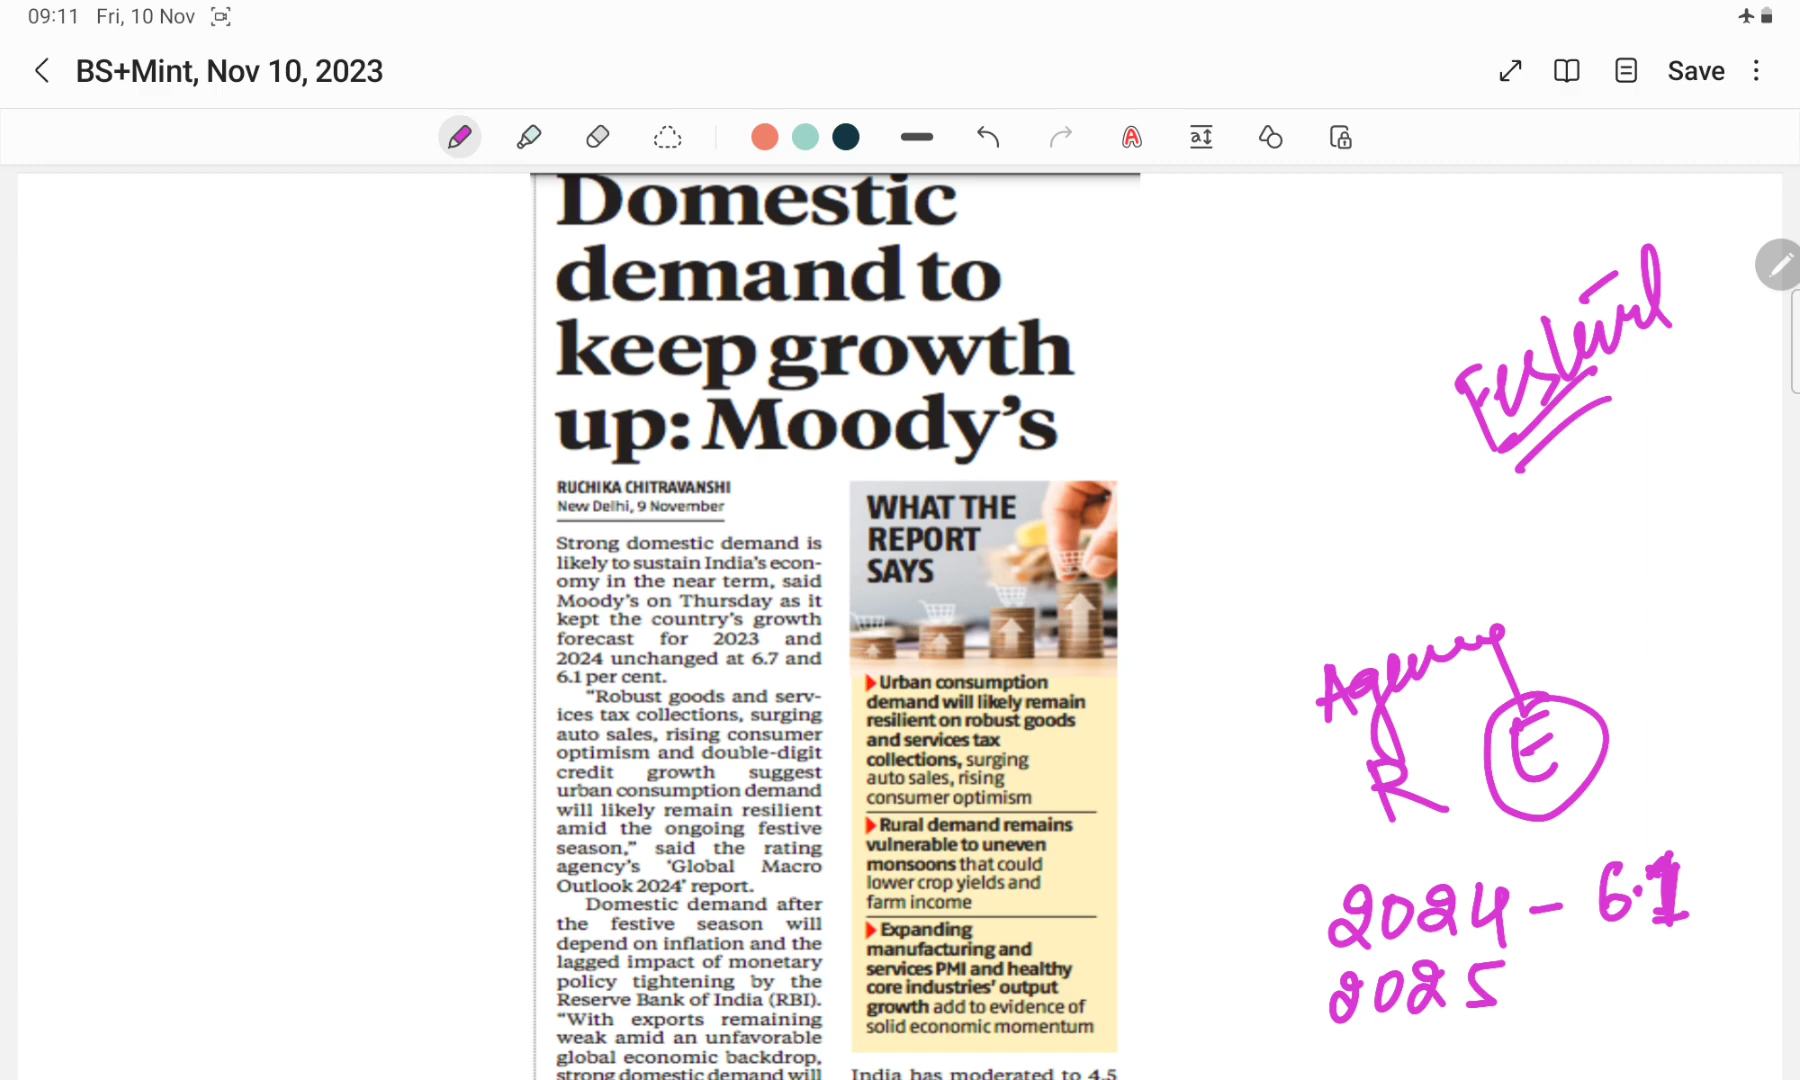 09:11 Fri, 10 Nov
BS+Mint, Nov 10, 2023
Save
Domestic
demand to
keep growth
up: Moody's
RUCHIKA CHITRAVANSHI
New Delhi, 9 November
Strong domestic demand is
likely to sustain India's econ-
omy in the near term, said
Moody's on Thursday as it
kept the country's growth
forecast for 2023 and
2024 unchanged at 6.7 and
6.1 per cent.
"Robust goods and serv-
ices tax collections, surging
auto sales, rising consumer
optimism and double-digit
credit growth suggest
urban consumption demand
will likely remain resilient
amid the ongoing festive
season," said the rating
agency's 'Global Macro
Outlook 2024' report.
Domestic demand after
the festive season will
depend on inflation and the
lagged impact of monetary
policy tightening by the
Reserve Bank of India (RBI).
"With exports remaining
weak amid an unfavorable
global economic backdrop,
strong domestic demand will
WHAT THE
REPORT
SAYS
Urban consumption
demand will likely remain
resilient on robust goods
and services tax
collections, surging
auto sales, rising
consumer optimism
Rural demand remains
vulnerable to uneven
monsoons that could
lower crop yields and
farm income
Expanding
manufacturing and
services PMI and healthy
core industries' output
growth add to evidence of
solid economic momentum
India has moderated to 4.5
Agency
R E
2024 - 6.1
2025